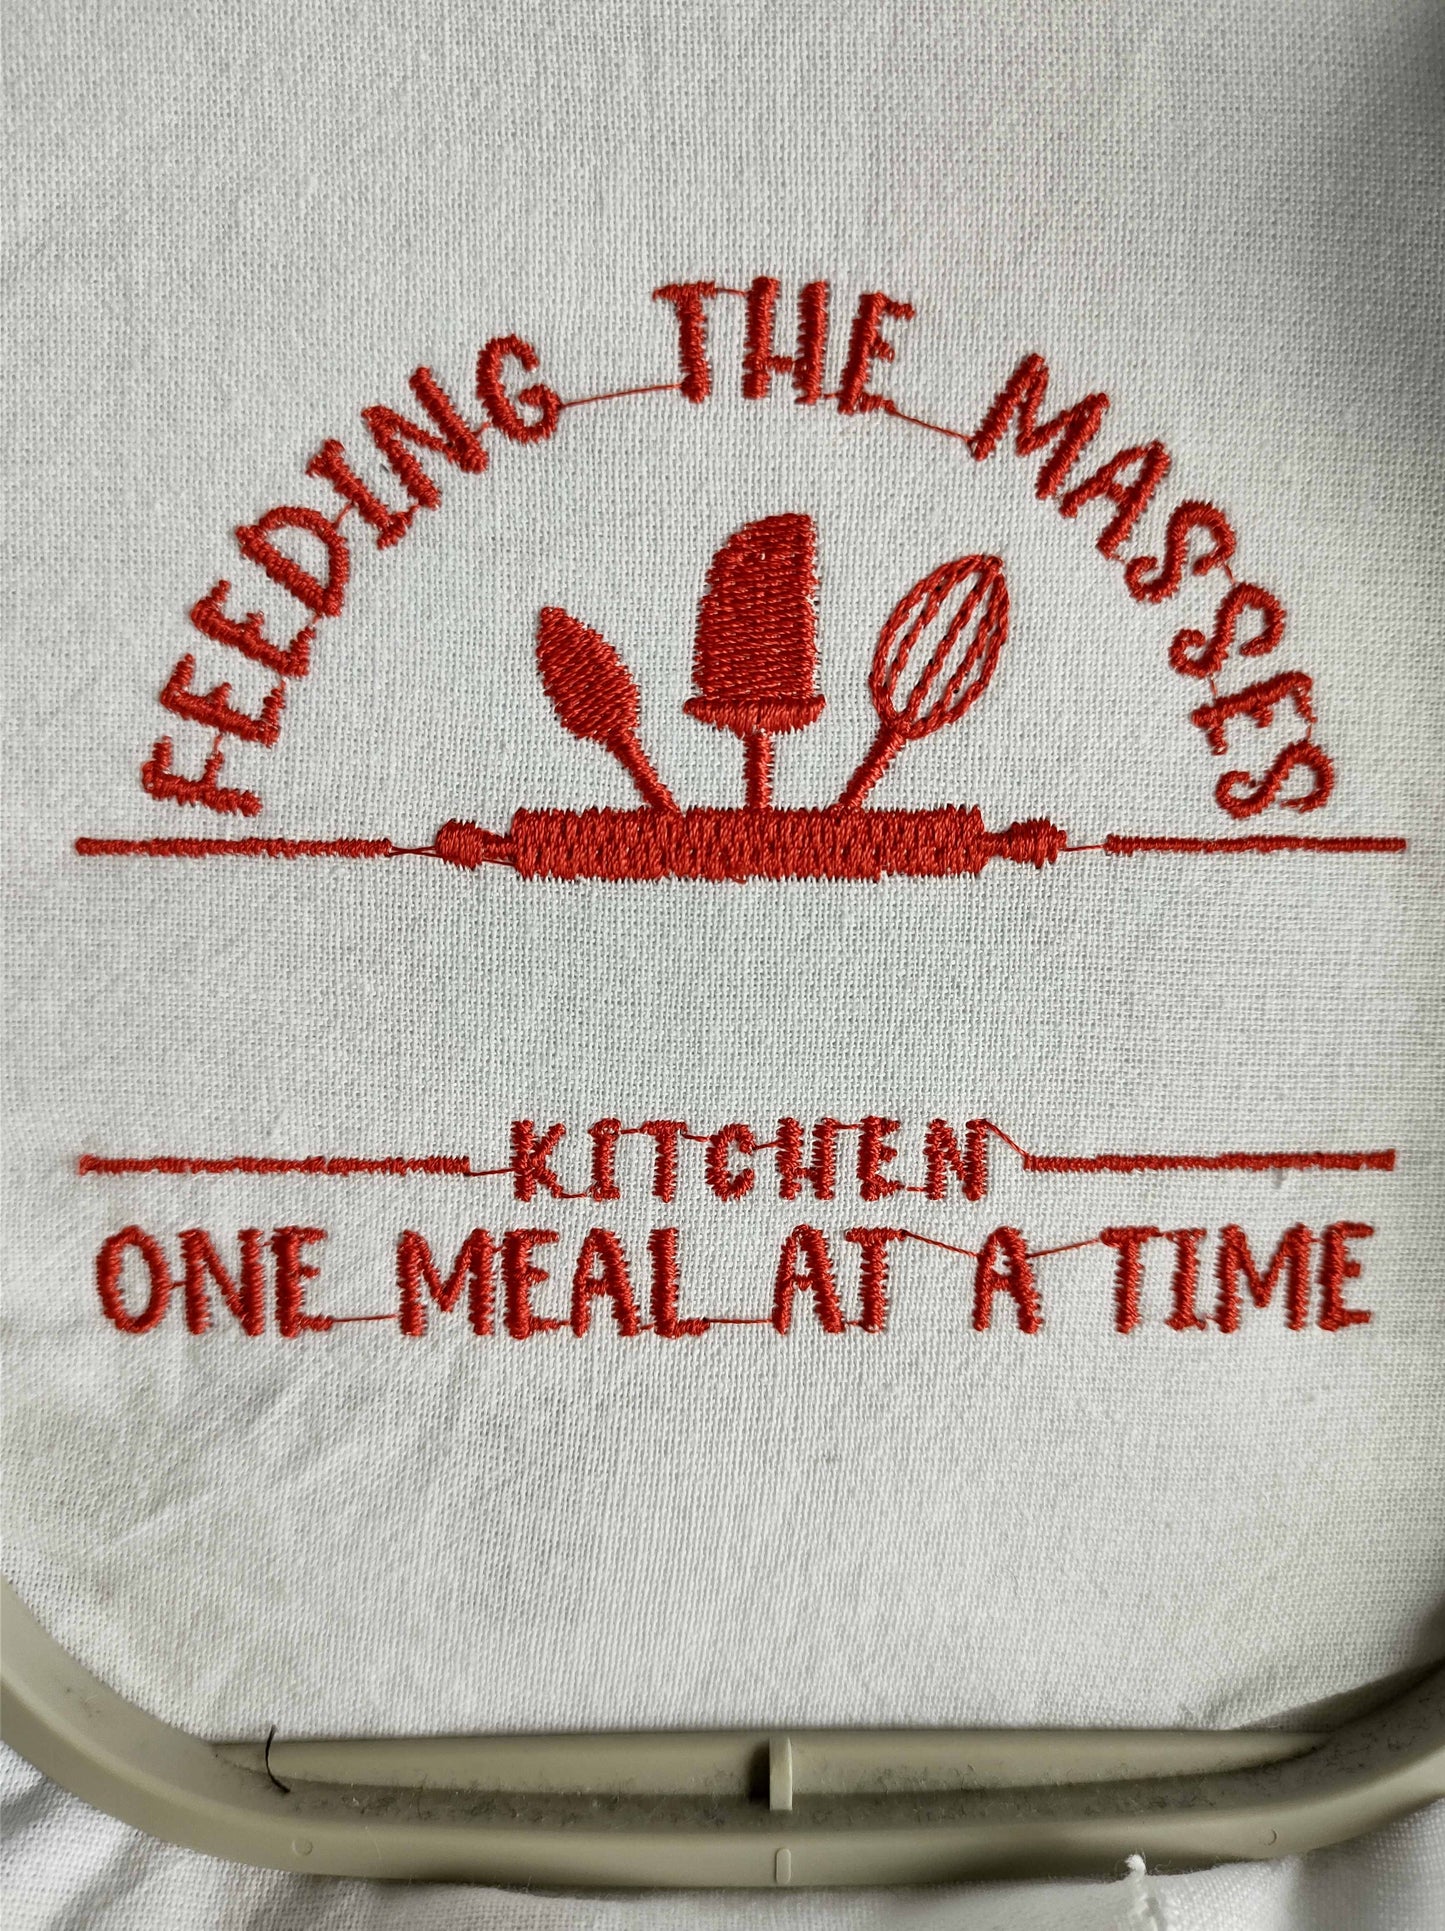 FEEDING THE MASSES
KITCHEN
ONE MEAL AT A TIME